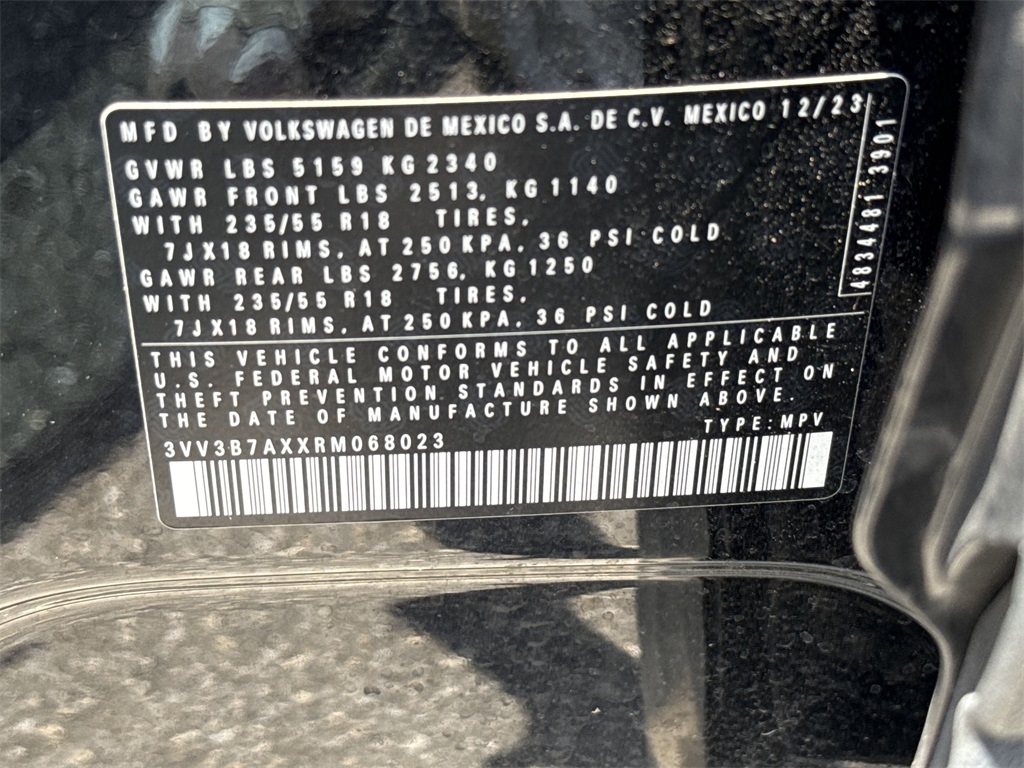 MFD BY VOLKSWAGEN DE MEXICO S.A. DE C.V. MEXICO 12/23
GVWR LBS 5159 KG 2340
GAWR FRONT LBS 2513, KG 1140
WITH 235/55 R18 TIRES,
7JX18 RIMS, AT 250 KPA, 36 PSI COLD
GAWR REAR LBS 2756, KG 1250
WITH 235/55 R18 TIRES,
7JX18 RIMS, AT 250 KPA, 36 PSI COLD
4834481 3901
THIS VEHICLE CONFORMS TO ALL APPLICABLE
U.S. FEDERAL MOTOR VEHICLE SAFETY AND
THEFT PREVENTION STANDARDS IN EFFECT ON
THE DATE OF MANUFACTURE SHOWN ABOVE.
TYPE: MPV
3VV3B7AXXRM068023